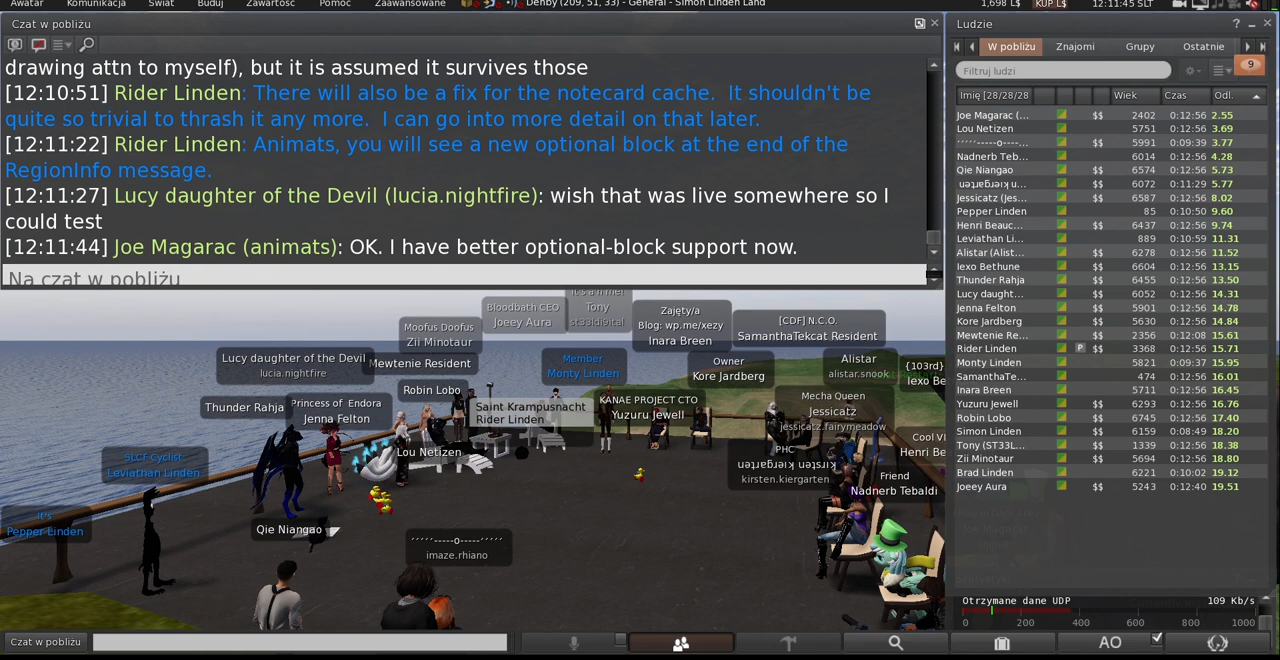 Awatar Komunikacja Świat Buduj Zawartość Pomoc Zaawansowane Denby (209, 51, 33) - General - Simon Linden Land 1,698 L$ KUP L$ 12:11:45 SLT
Czat w pobliżu
drawing attn to myself), but it is assumed it survives those
[12:10:51] Rider Linden: There will also be a fix for the notecard cache. It shouldn't be
quite so trivial to thrash it any more. I can go into more detail on that later.
[12:11:22] Rider Linden: Animats, you will see a new optional block at the end of the
RegionInfo message.
[12:11:27] Lucy daughter of the Devil (lucia.nightfire): wish that was live somewhere so I
could test
[12:11:44] Joe Magarac (animats): OK. I have better optional-block support now.
Na czat w pobliżu
Tony
st33ldi9ital
Bloodbath CEO
Joeey Aura
Zajęty/a
Blog: wp.me/xezy
Inara Breen
[CDF] N.C.O.
SamanthaTekcat Resident
Moofus Doofus
Zii Minotaur
Lucy daughter of the Devil
lucia.nightfire
Mewtenie Resident
Member
Monty Linden
Owner
Kore Jardberg
Alistar
alistar.snook
{103rd}
Iexo Be
Robin Lobo
Thunder Rahja
Princess of Endora
Jenna Felton
Saint Krampusnacht
Rider Linden
KANAE PROJECT CTO
Yuzuru Jewell
Mecha Queen
Jessicatz
jessicatz.fairymeadow
Lou Netizen
SLCF Cyclist
Leviathan Linden
Cool VI
Henri Be
PHC
kirsten.kiergarten
Friend
Nadnerb Tebaldi
It's
Pepper Linden
Qie Niangao
′′′′′-----o-----′′′′′
imaze.rhiano
Czat w pobliżu
Ludzie
W pobliżu Znajomi Grupy Ostatnie
9
Filtruj ludzi
Imię [28/28/28 Wiek Czas Odl.
Joe Magarac (... $$ 2402 0:12:56 2.55
Lou Netizen 5751 0:12:56 3.69
′′′′′-----o----... $$ 5991 0:09:39 3.77
Nadnerb Teb... 6014 0:12:56 4.28
Qie Niangao $$ 6574 0:12:56 5.73
$$ 6072 0:11:29 5.77
Jessicatz (Jes... $$ 6587 0:12:56 8.02
Pepper Linden 85 0:10:50 9.60
Henri Beauc... $$ 6437 0:12:56 9.74
Leviathan Li... 889 0:10:59 11.31
Alistar (Alist... $$ 6278 0:12:56 11.52
Iexo Bethune $$ 6604 0:12:56 13.15
Thunder Rahja $$ 6455 0:12:56 13.50
Lucy daught... $$ 6052 0:12:56 14.31
Jenna Felton $$ 5901 0:12:56 14.78
Kore Jardberg $$ 5630 0:12:56 14.84
Mewtenie Re... $$ 2356 0:12:08 15.61
Rider Linden P $$ 3368 0:12:56 15.71
Monty Linden 5821 0:09:37 15.95
SamanthaTe... $$ 474 0:12:56 16.01
Inara Breen $$ 5711 0:12:56 16.45
Yuzuru Jewell $$ 6293 0:12:56 16.76
Robin Lobo $$ 6745 0:12:56 17.40
Simon Linden $$ 6159 0:08:49 18.20
Tony (ST33L... $$ 1339 0:12:56 18.38
Zii Minotaur $$ 5694 0:12:56 18.80
Brad Linden 6221 0:10:02 19.12
Joeey Aura $$ 5243 0:12:40 19.51
Otrzymane dane UDP 109 Kb/s
0 200 400 600 800 1000
AO